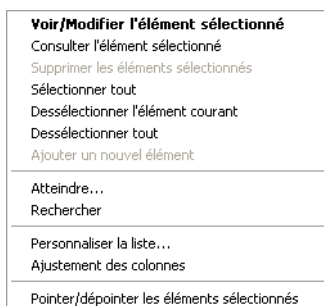 Voir/Modifier l'élément sélectionné
Consulter l'élément sélectionné
Supprimer les éléments sélectionnés
Sélectionner tout
Dessélectionner l'élément courant
Dessélectionner tout
Ajouter un nouvel élément
Atteindre...
Rechercher
Personnaliser la liste...
Ajustement des colonnes
Pointer/dépointer les éléments sélectionnés